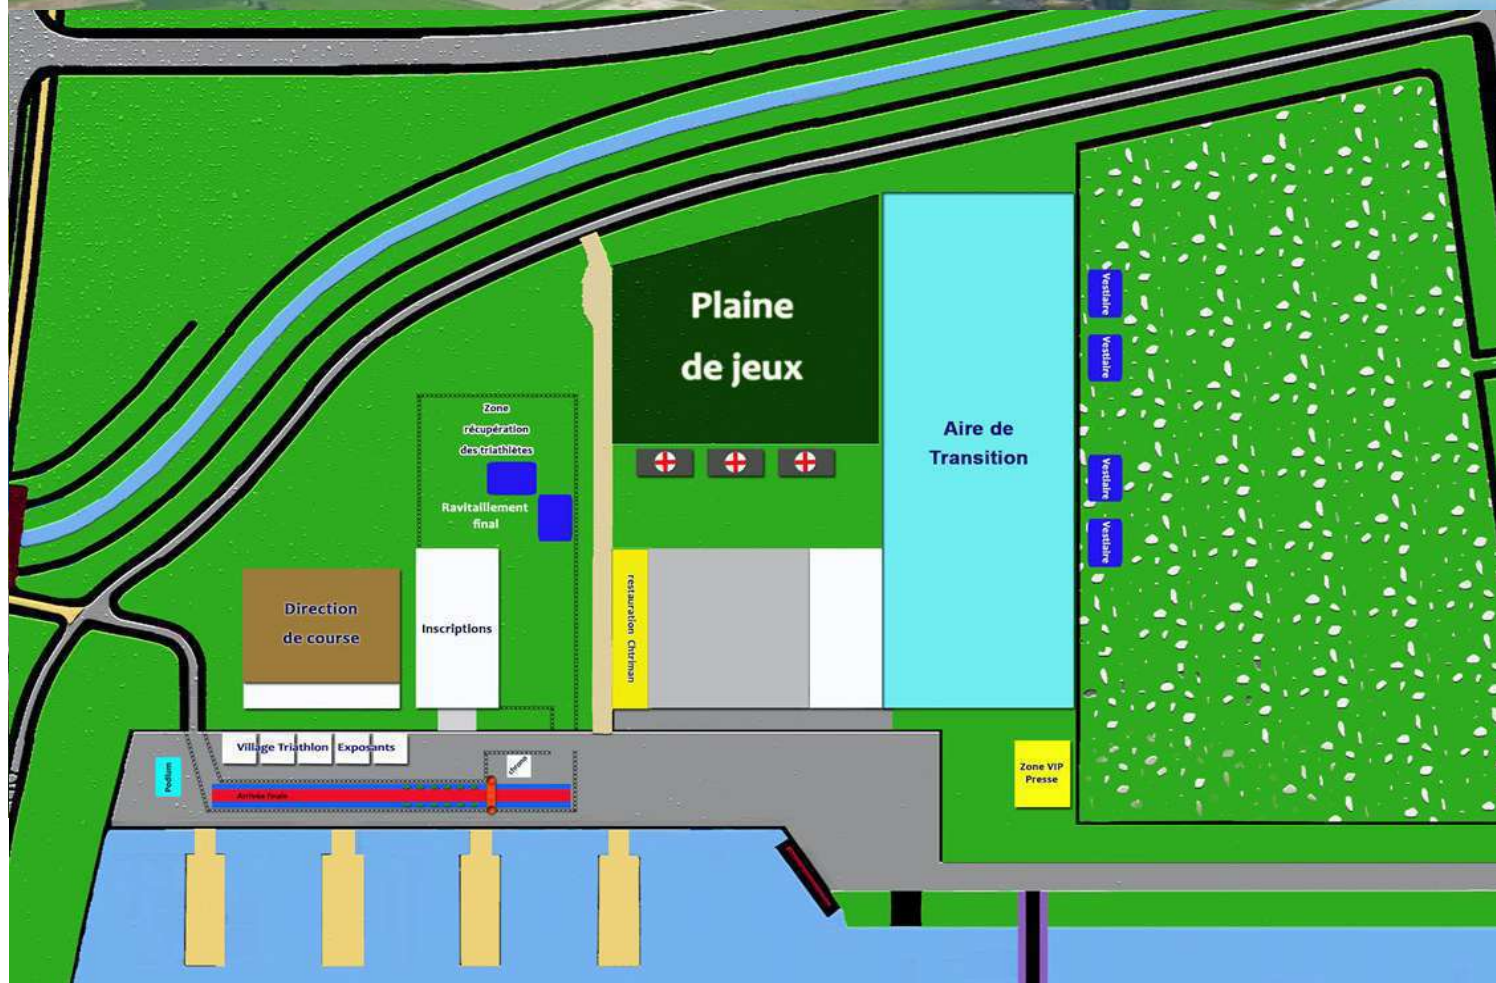 Plaine
de jeux
Vestiaire
Vestiaire
Zone
récupération
des triathlètes
Aire de
Transition
Ravitaillement
final
Vestiaire
Vestiaire
Direction
de course
Inscriptions
restauration Chtriman
Village Triathlon Exposants
Podium
chrono
Zone VIP
Presse
Arrivée finale